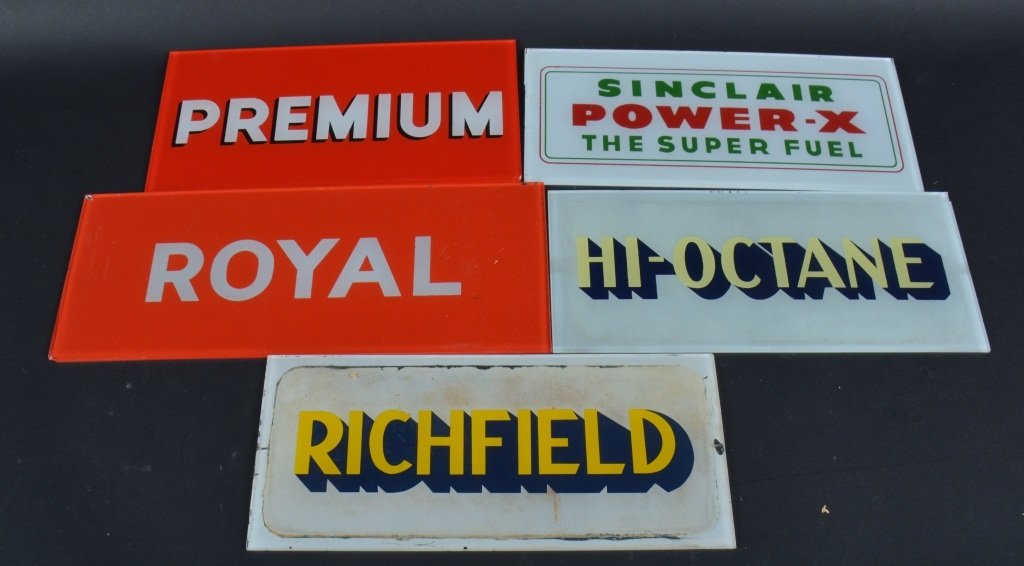 PREMIUM
SINCLAIR
POWER-X
THE SUPER FUEL
ROYAL
HI-OCTANE
RICHFIELD